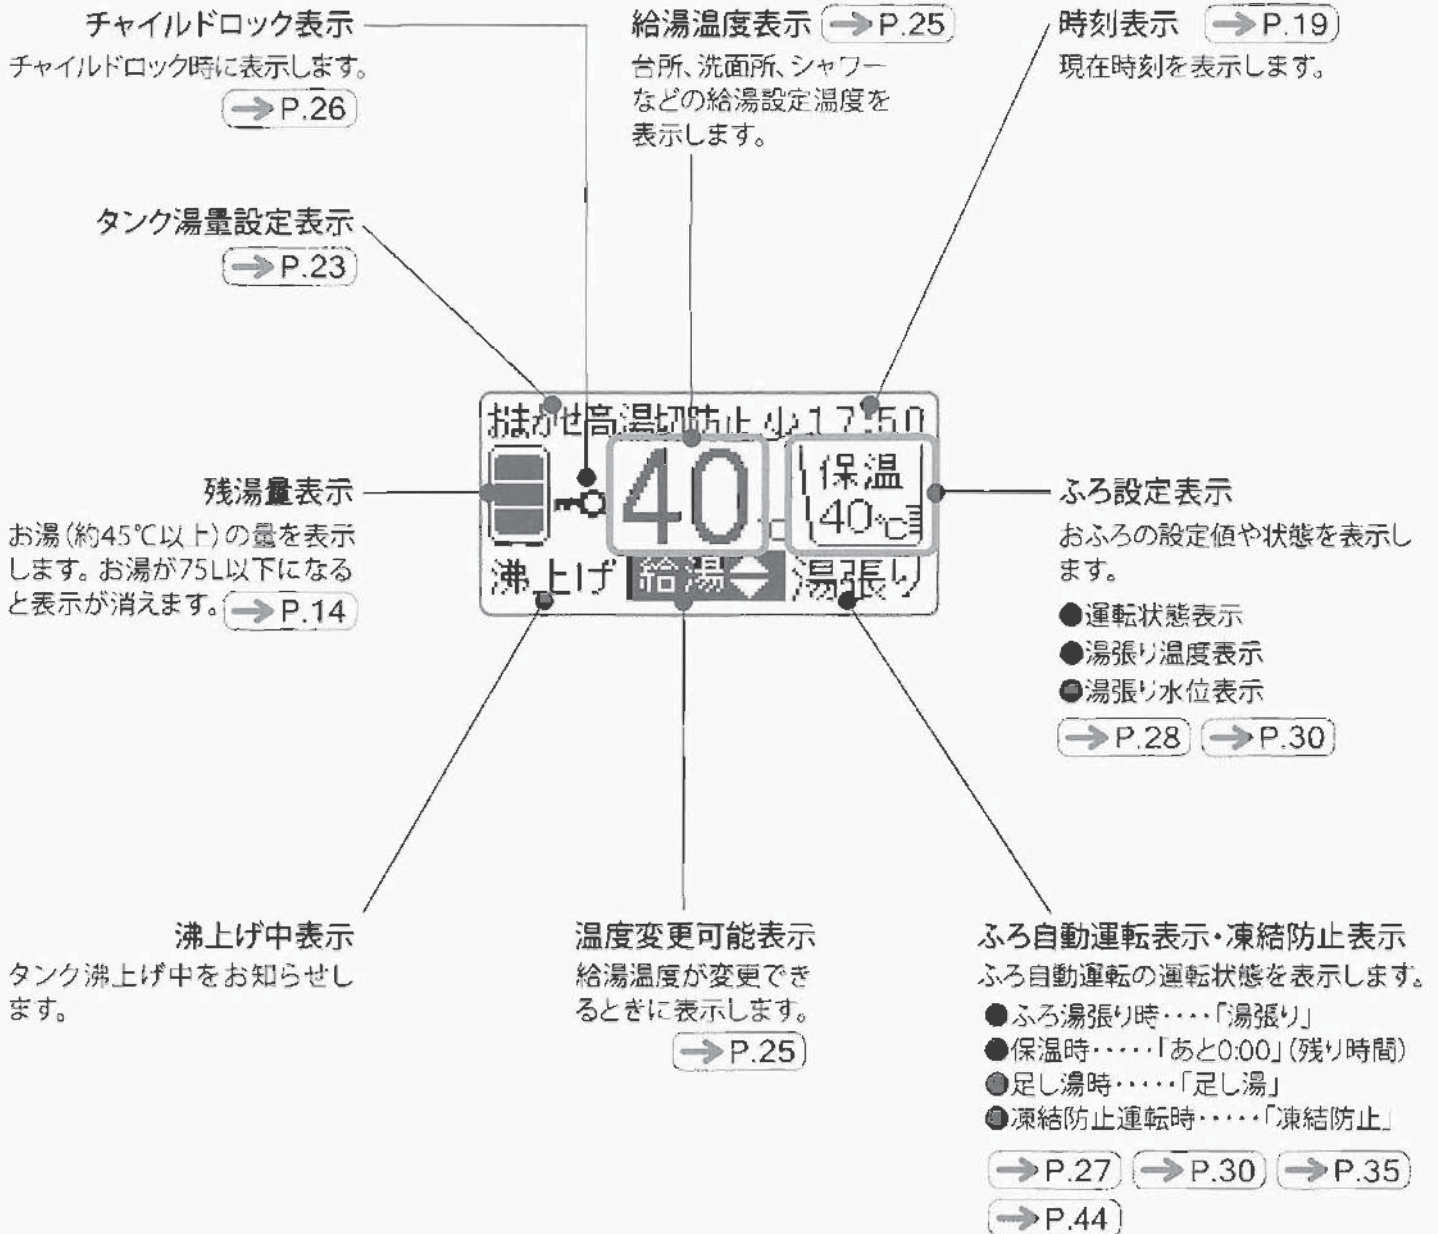 チャイルドロック表示
チャイルドロック時に表示します。
→P.26
給湯温度表示 →P.25
台所、洗面所、シャワー
などの給湯設定温度を
表示します。
時刻表示 →P.19
現在時刻を表示します。
タンク湯量設定表示
→P.23
おまかせ高 湯切防止 小 17:50
40℃
保温
40℃
沸上げ 給湯 湯張り
残湯量表示
お湯(約45℃以上)の量を表示
します。お湯が75L以下になる
と表示が消えます。 →P.14
ふろ設定表示
おふろの設定値や状態を表示し
ます。
●運転状態表示
●湯張り温度表示
●湯張り水位表示
→P.28 →P.30
沸上げ中表示
タンク沸上げ中をお知らせし
ます。
温度変更可能表示
給湯温度が変更でき
るときに表示します。
→P.25
ふろ自動運転表示・凍結防止表示
ふろ自動運転の運転状態を表示します。
●ふろ湯張り時‥‥「湯張り」
●保温時‥‥・「あと0:00」(残り時間)
●足し湯時‥‥・「足し湯」
●凍結防止運転時‥‥・「凍結防止」
→P.27 →P.30 →P.35
→P.44